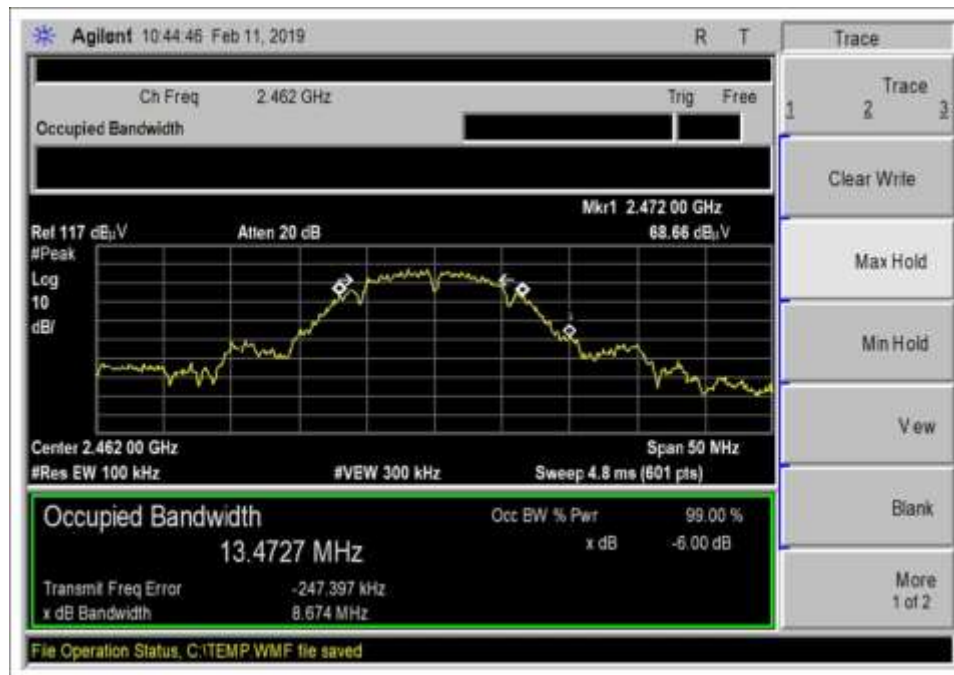 Agilent 10:44:46 Feb 11, 2019 R T
Trace
Ch Freq 2.462 GHz Trig Free
Occupied Bandwidth
Trace
1 2 3
Clear Write
Max Hold
Min Hold
View
Blank
More
1 of 2
Mkr1 2.472 00 GHz
Ref 117 dBµV Atten 20 dB 68.66 dBµV
#Peak
Log
10
dB/
Center 2.462 00 GHz Span 50 MHz
#Res BW 100 kHz #VBW 300 kHz Sweep 4.8 ms (601 pts)
Occupied Bandwidth Occ BW % Pwr 99.00 %
13.4727 MHz x dB -6.00 dB
Transmit Freq Error -247.397 kHz
x dB Bandwidth 8.674 MHz
File Operation Status, C:\TEMP.WMF file saved